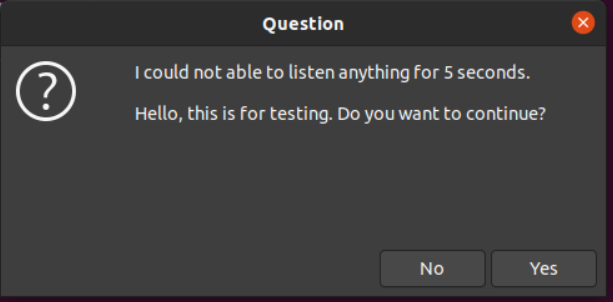 Question
I could not able to listen anything for 5 seconds.
Hello, this is for testing. Do you want to continue?
No Yes